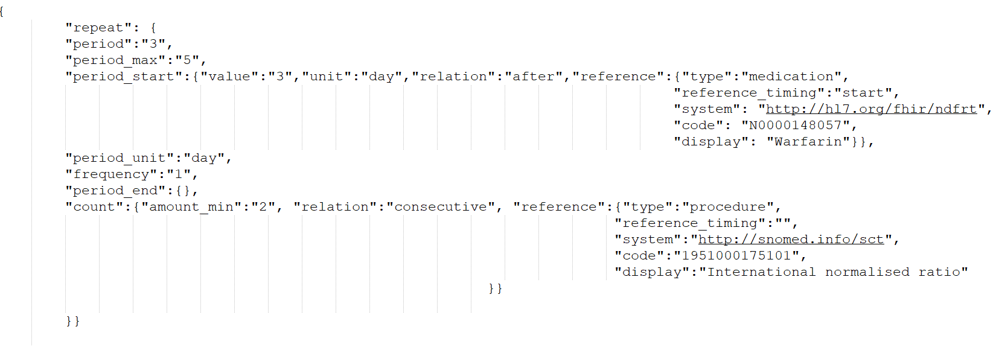 {
"repeat": {
"period":"3",
"period_max":"5",
"period_start":{"value":"3","unit":"day","relation":"after","reference":{"type":"medication",
"reference_timing":"start",
"system": "http://hl7.org/fhir/ndfrt",
"code": "N0000148057",
"display": "Warfarin"}},
"period_unit":"day",
"frequency":"1",
"period_end":{},
"count":{"amount_min":"2", "relation":"consecutive", "reference":{"type":"procedure",
"reference_timing":"",
"system":"http://snomed.info/sct",
"code":"1951000175101",
"display":"International normalised ratio"
}}
}}